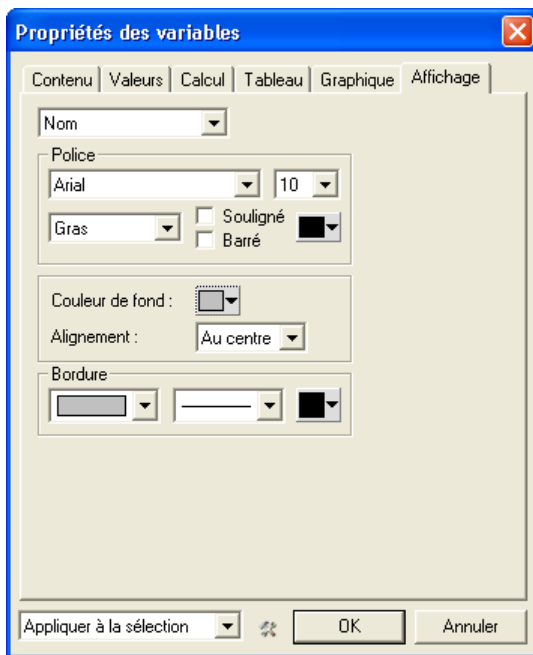 Propriétés des variables
Contenu Valeurs Calcul Tableau Graphique Affichage
Nom
Police
Arial 10
Gras Souligné
Barré
Couleur de fond :
Alignement : Au centre
Bordure
Appliquer à la sélection OK Annuler